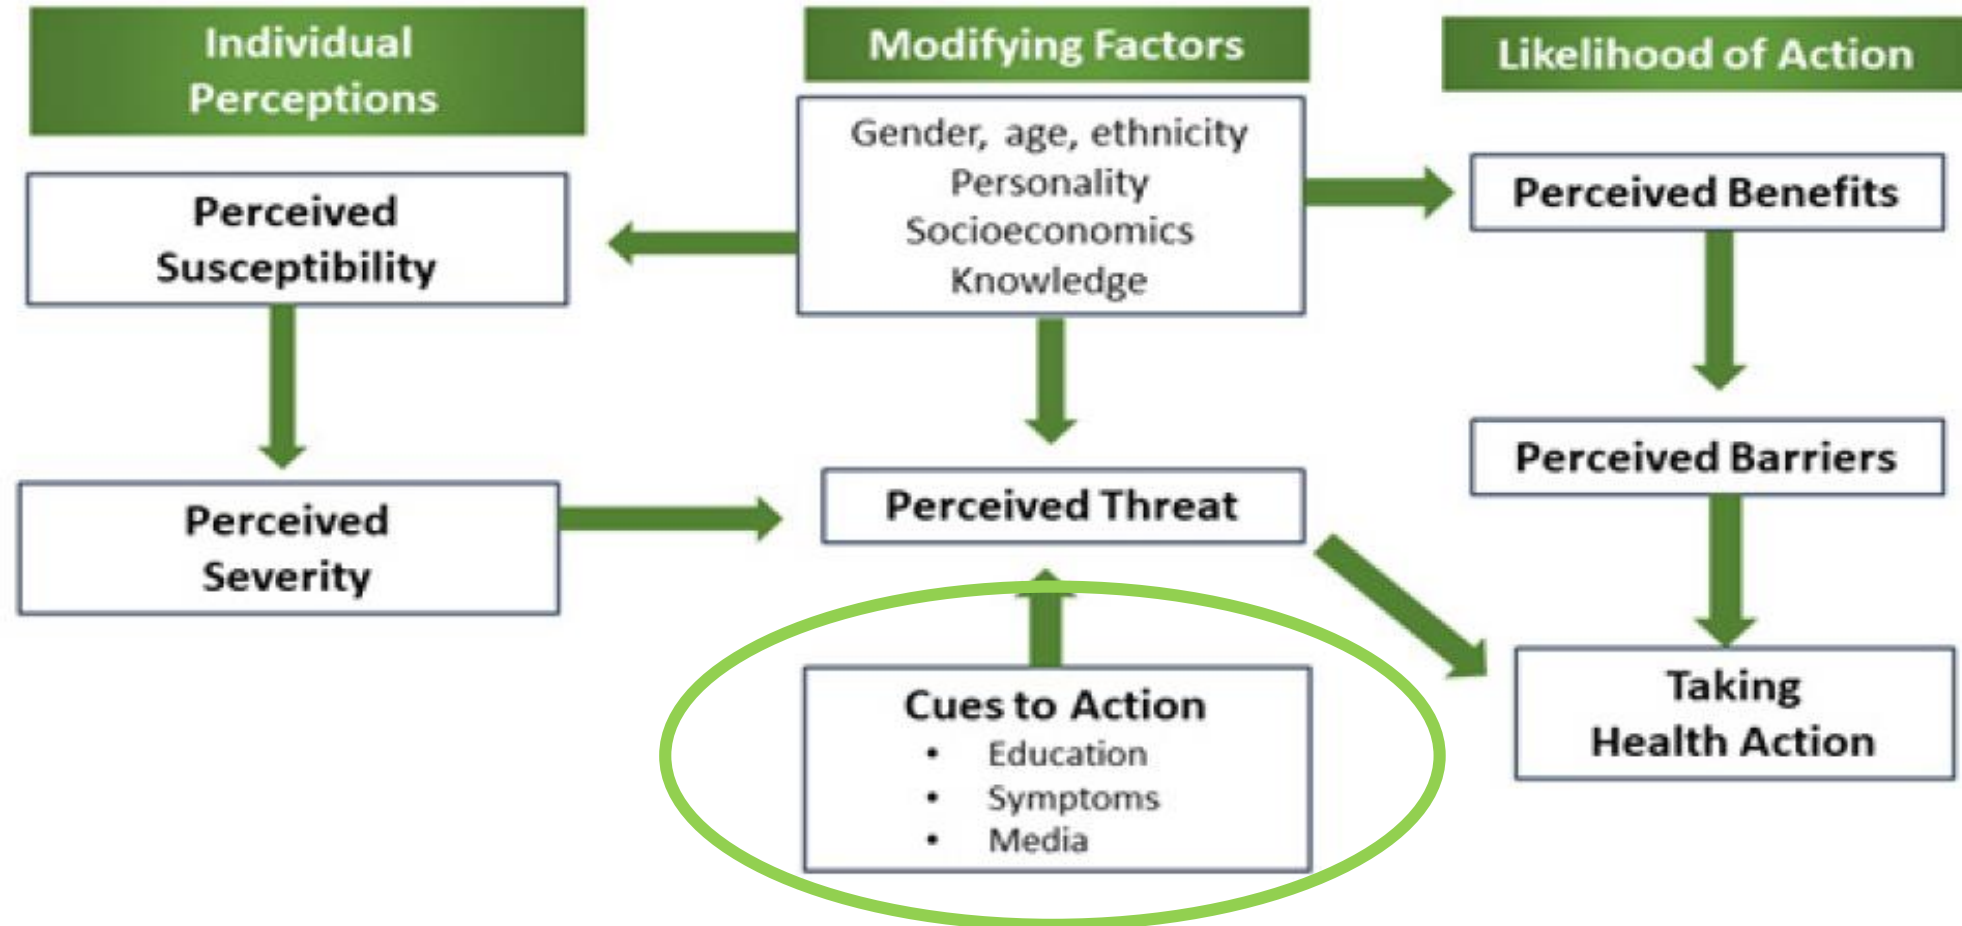 Individual
Perceptions
Modifying Factors
Likelihood of Action
Perceived
Susceptibility
Gender, age, ethnicity
Personality
Socioeconomics
Knowledge
Perceived Benefits
Perceived
Severity
Perceived Threat
Perceived Barriers
Cues to Action
• Education
• Symptoms
• Media
Taking
Health Action